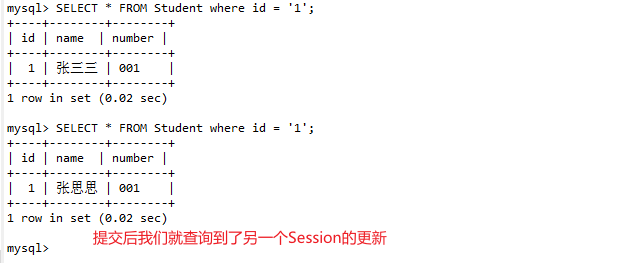 mysql> SELECT * FROM Student where id = '1';
+----+--------+--------+
| id | name   | number |
+----+--------+--------+
|  1 | 张三三 | 001    |
+----+--------+--------+
1 row in set (0.02 sec)
mysql> SELECT * FROM Student where id = '1';
+----+--------+--------+
| id | name   | number |
+----+--------+--------+
|  1 | 张思思 | 001    |
+----+--------+--------+
1 row in set (0.02 sec)
提交后我们就查询到了另一个Session的更新
mysql>